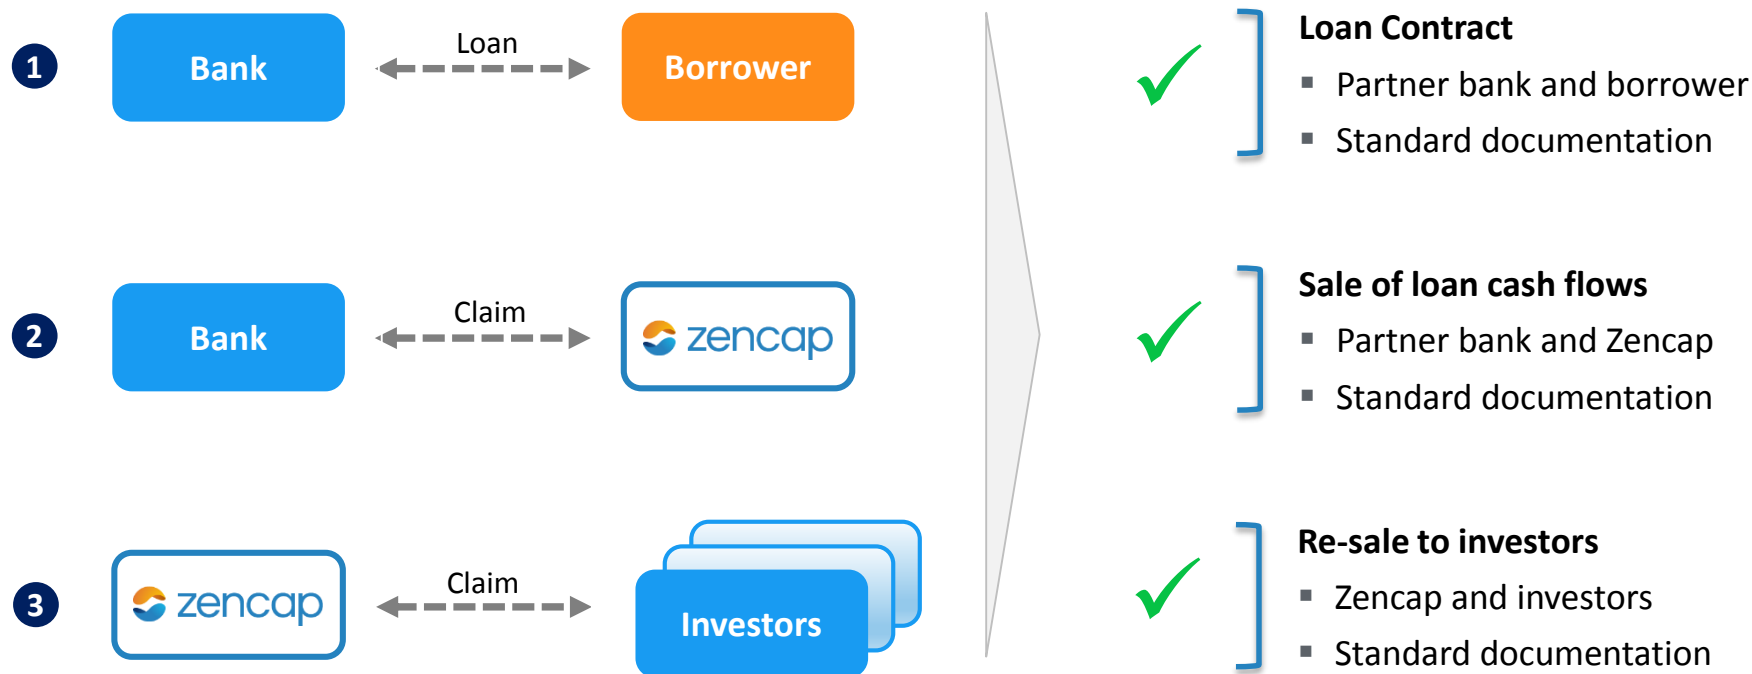 1
Bank
Loan
Borrower
Loan Contract
▪ Partner bank and borrower
▪ Standard documentation
2
Bank
Claim
zencap
Sale of loan cash flows
▪ Partner bank and Zencap
▪ Standard documentation
3
zencap
Claim
Investors
Re-sale to investors
▪ Zencap and investors
▪ Standard documentation